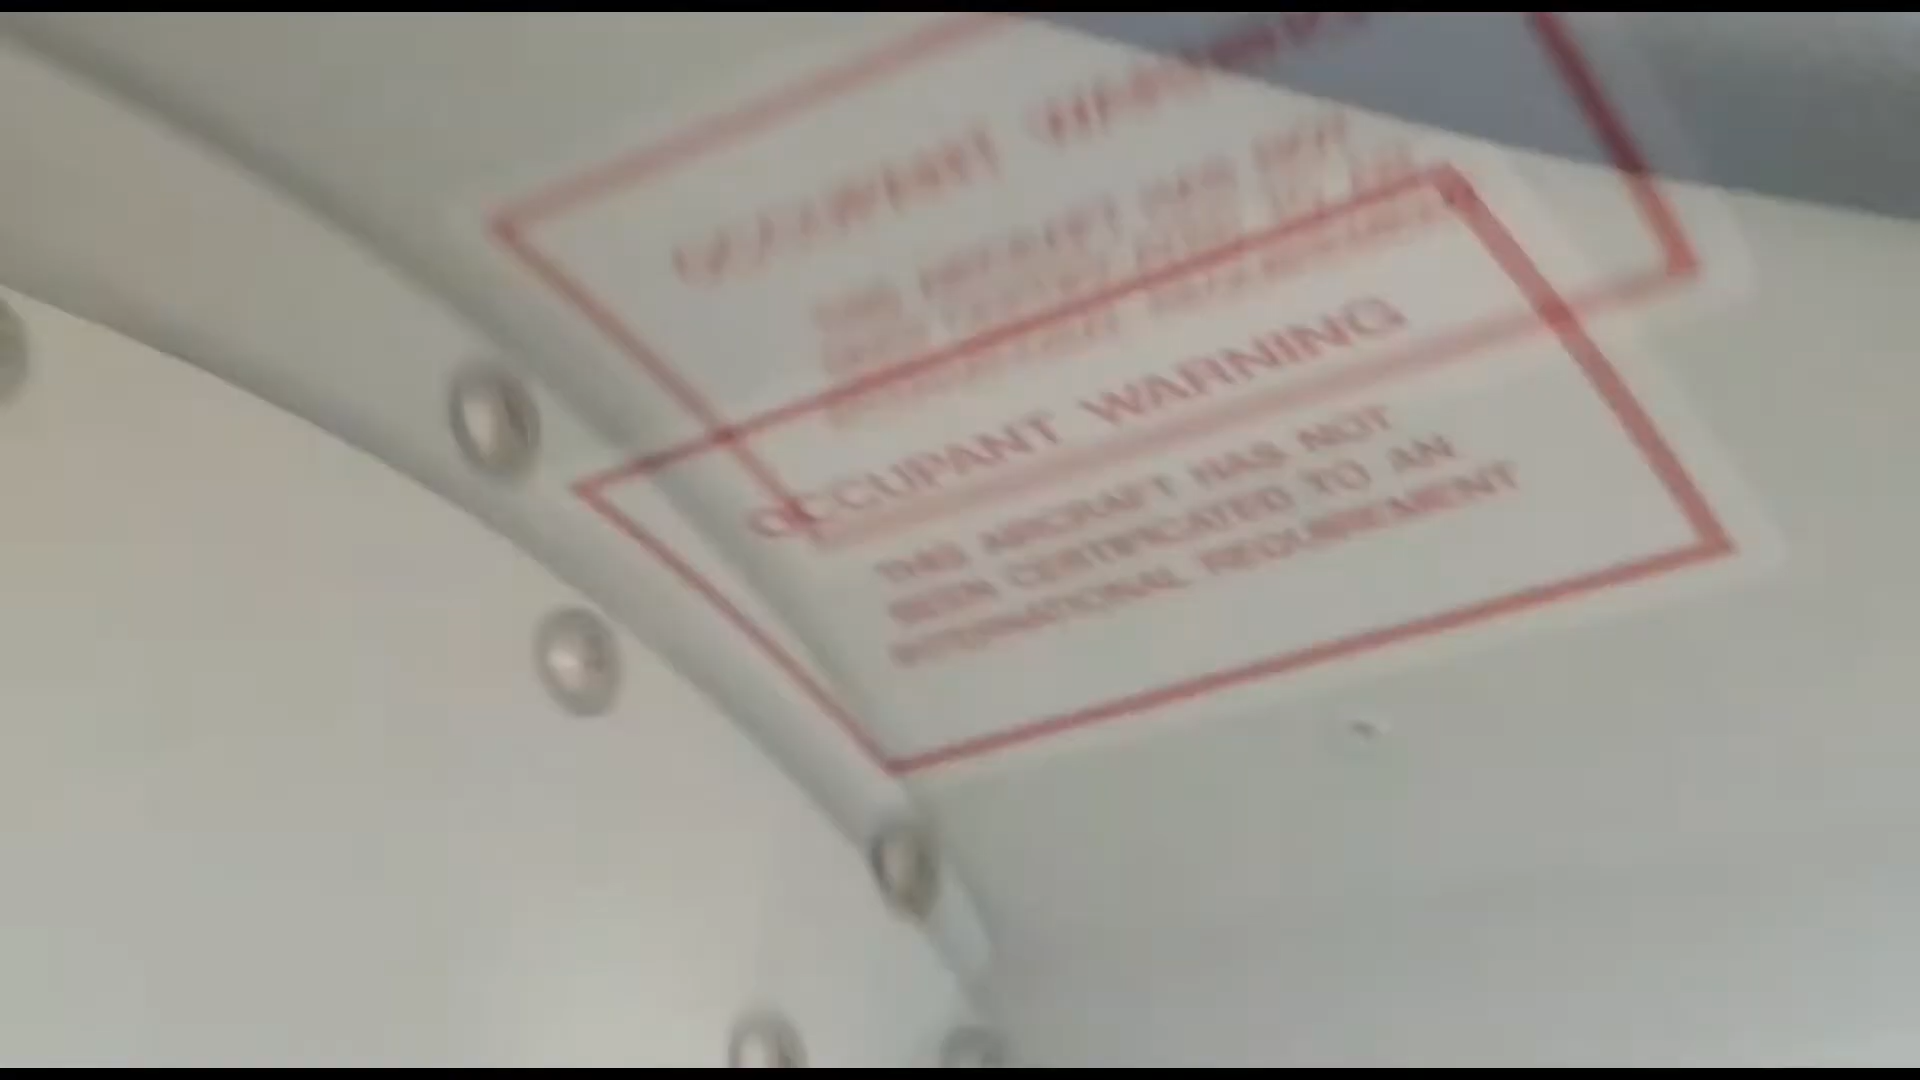 OCCUPANT WARNING
THIS AIRCRAFT HAS NOT
BEEN CERTIFICATED TO AN
INTERNATIONAL REQUIREMENT